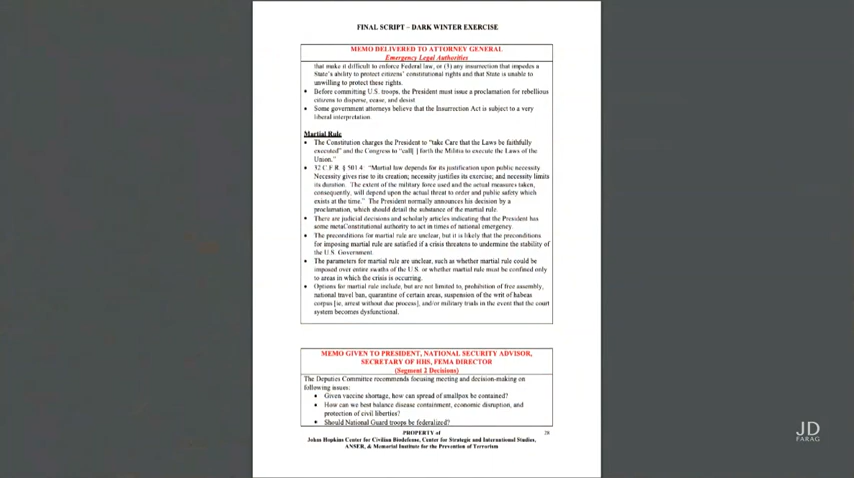 FINAL SCRIPT – DARK WINTER EXERCISE
MEMO DELIVERED TO ATTORNEY GENERAL
Emergency Legal Authorities
that make it difficult to enforce Federal law, or (3) any insurrection that impedes a
State's ability to protect citizens' constitutional rights and that State is unable to
unwilling to protect these rights.
• Before committing U.S. troops, the President must issue a proclamation for rebellious
citizens to disperse, cease, and desist
• Some government attorneys believe that the Insurrection Act is subject to a very
liberal interpretation.
Martial Rule
• The Constitution charges the President to "take Care that the Laws be faithfully
executed" and the Congress to "call[ ] forth the Militia to execute the Laws of the
Union."
• 32 C.F.R. § 501.4: "Martial law depends for its justification upon public necessity
Necessity gives rise to its creation; necessity justifies its exercise; and necessity limits
its duration. The extent of the military force used and the actual measures taken,
consequently, will depend upon the actual threat to order and public safety which
exists at the time." The President normally announces his decision by a
proclamation, which should detail the substance of the martial rule.
• There are judicial decisions and scholarly articles indicating that the President has
some metaConstitutional authority to act in times of national emergency.
• The preconditions for martial rule are unclear, but it is likely that the preconditions
for imposing martial rule are satisfied if a crisis threatens to undermine the stability of
the U.S. Government.
• The parameters for martial rule are unclear, such as whether martial rule could be
imposed over entire swaths of the U.S. or whether martial rule must be confined only
to areas in which the crisis is occurring.
• Options for martial rule include, but are not limited to, prohibition of free assembly,
national travel ban, quarantine of certain areas, suspension of the writ of habeas
corpus [ie, arrest without due process], and/or military trials in the event that the court
system becomes dysfunctional.
MEMO GIVEN TO PRESIDENT, NATIONAL SECURITY ADVISOR,
SECRETARY OF HHS, FEMA DIRECTOR
(Segment 2 Decisions)
The Deputies Committee recommends focusing meeting and decision-making on
following issues:
• Given vaccine shortage, how can spread of smallpox be contained?
• How can we best balance disease containment, economic disruption, and
protection of civil liberties?
• Should National Guard troops be federalized?
PROPERTY of 28
Johns Hopkins Center for Civilian Biodefense, Center for Strategic and International Studies,
ANSER, & Memorial Institute for the Prevention of Terrorism
JD
FARAG